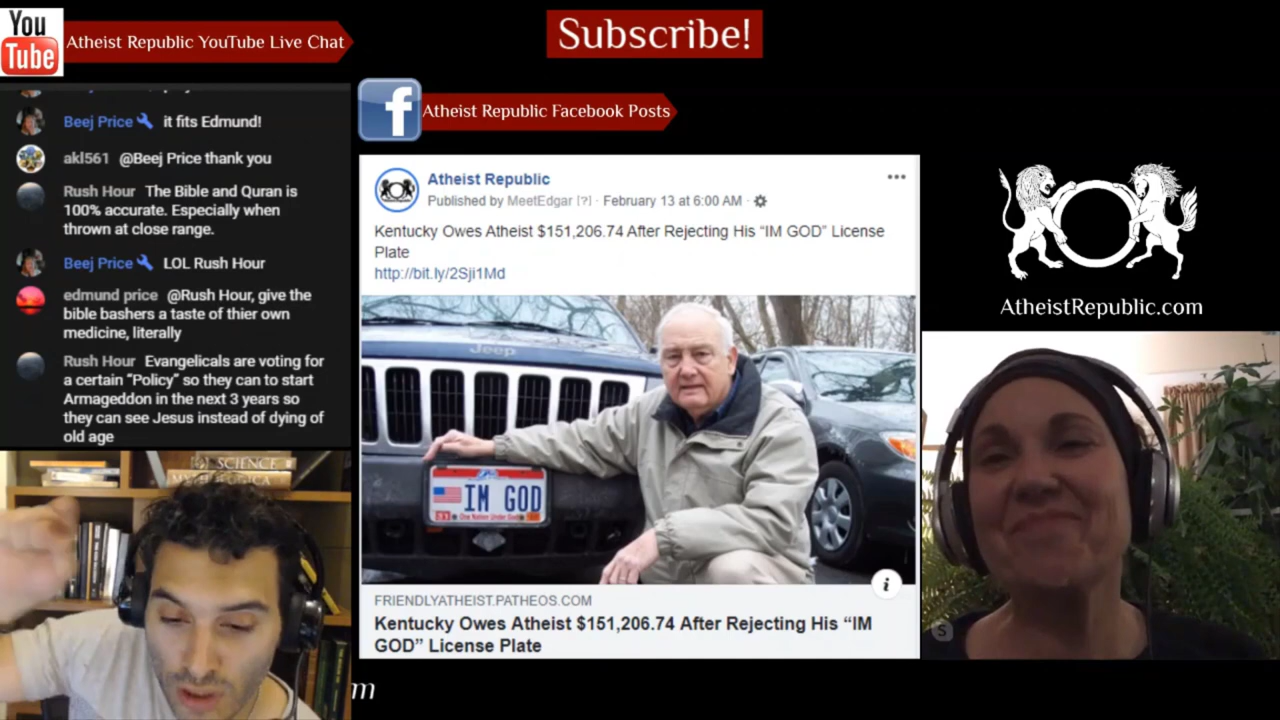 You
Tube
Atheist Republic YouTube Live Chat
Subscribe!
Beej Price it fits Edmund!
akl561 @Beej Price thank you
Rush Hour The Bible and Quran is
100% accurate. Especially when
thrown at close range.
Beej Price LOL Rush Hour
edmund price @Rush Hour, give the
bible bashers a taste of thier own
medicine, literally
Rush Hour Evangelicals are voting for
a certain "Policy" so they can to start
Armageddon in the next 3 years so
they can see Jesus instead of dying of
old age
f
Atheist Republic Facebook Posts
Atheist Republic
Published by MeetEdgar [?] · February 13 at 6:00 AM ·
Kentucky Owes Atheist $151,206.74 After Rejecting His “IM GOD” License
Plate
http://bit.ly/2Sji1Md
Jeep
IM GOD
One Nation Under God
i
FRIENDLYATHEIST.PATHEOS.COM
Kentucky Owes Atheist $151,206.74 After Rejecting His “IM
GOD” License Plate
AtheistRepublic.com
SCIENCE
S
m